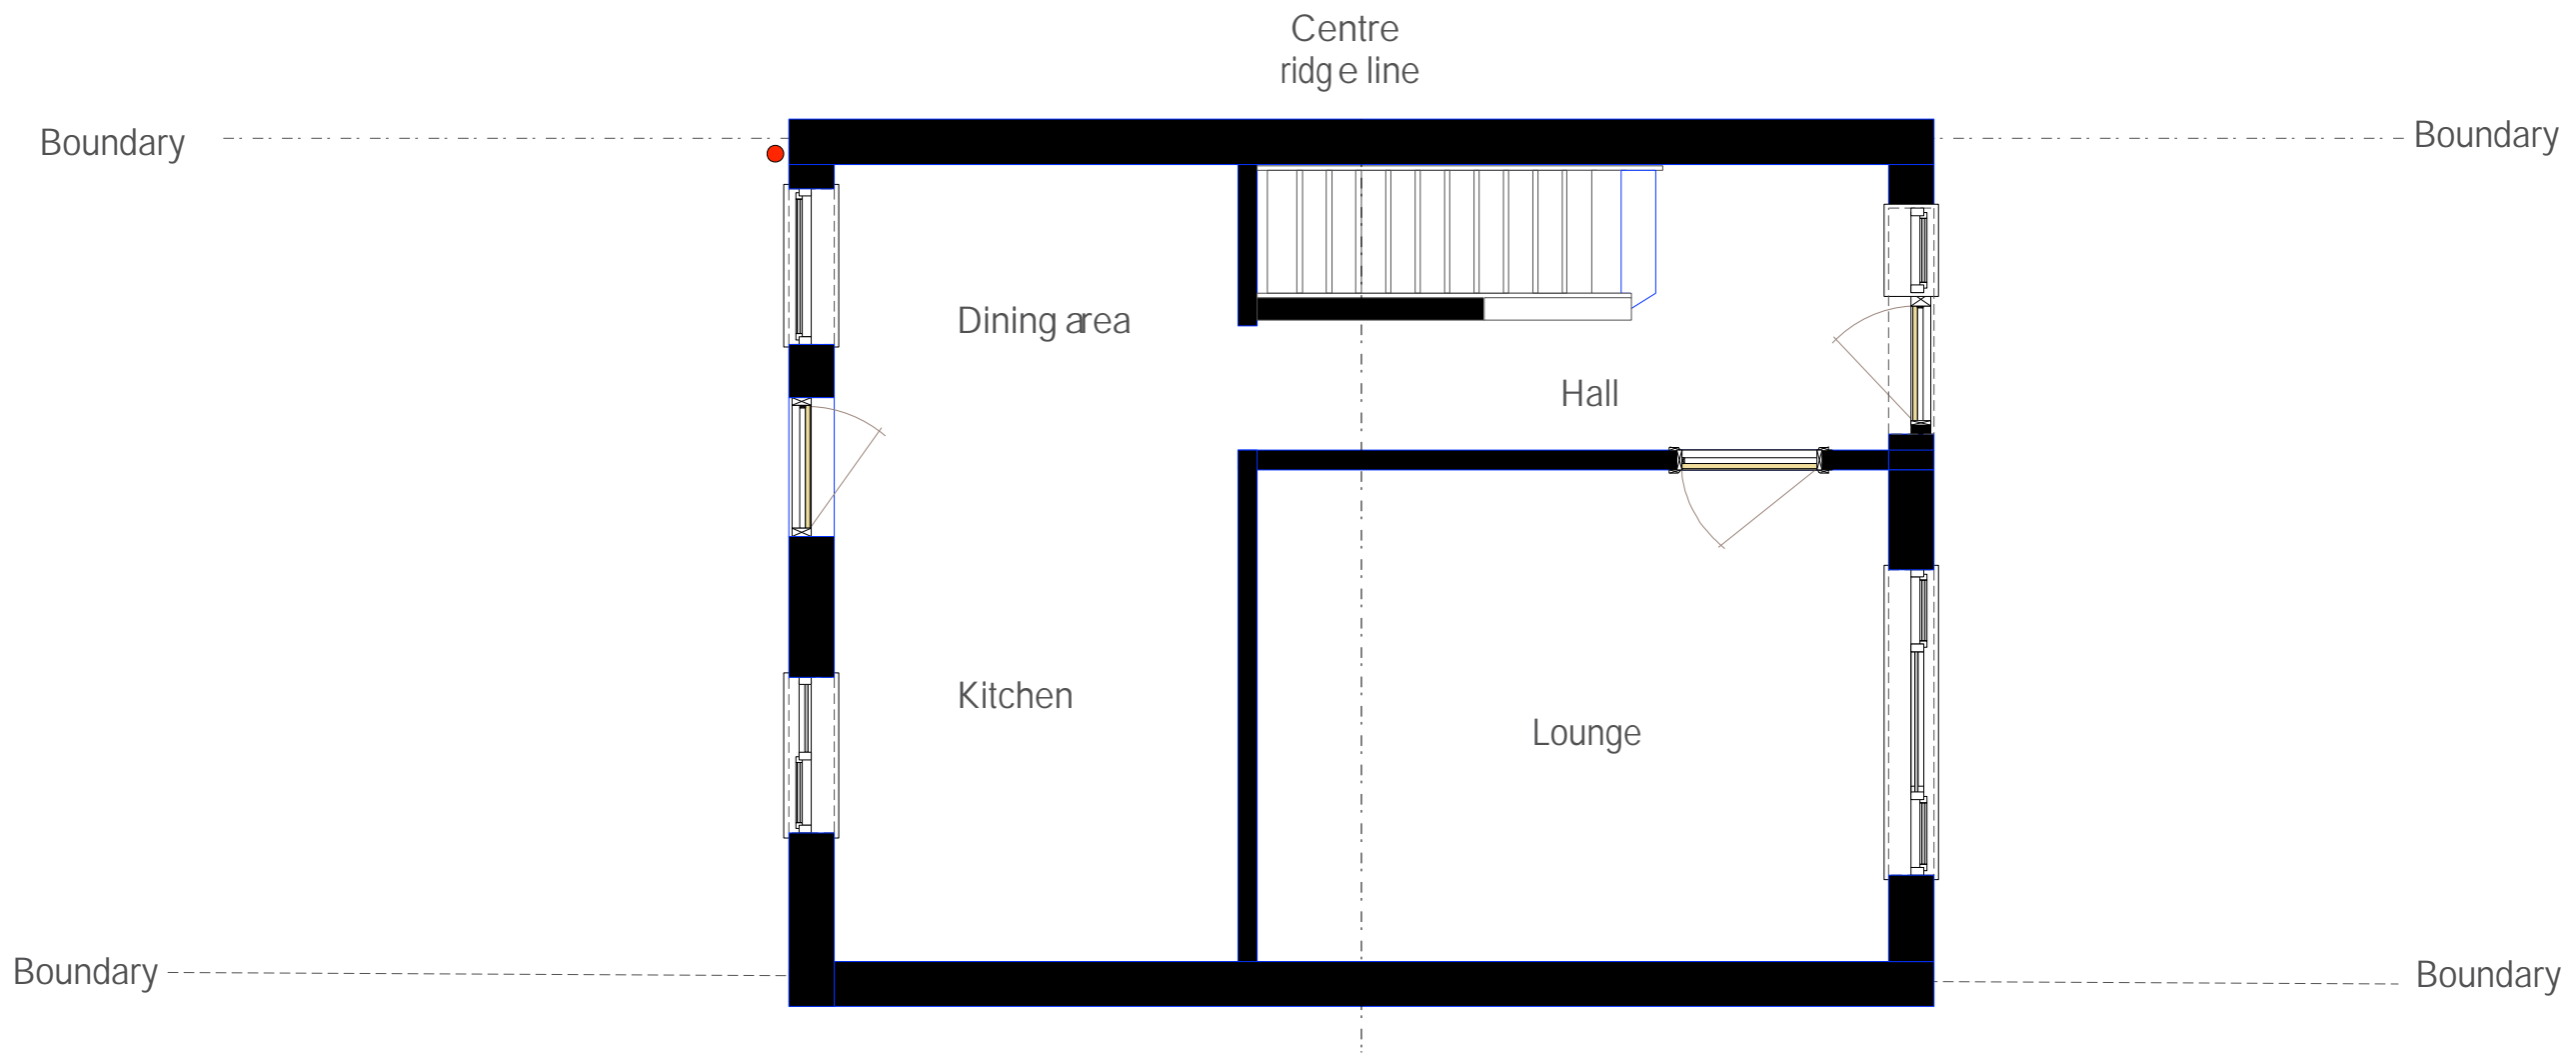 Centre
ridge line
Boundary
Boundary
Dining area
Hall
Kitchen
Lounge
Boundary
Boundary